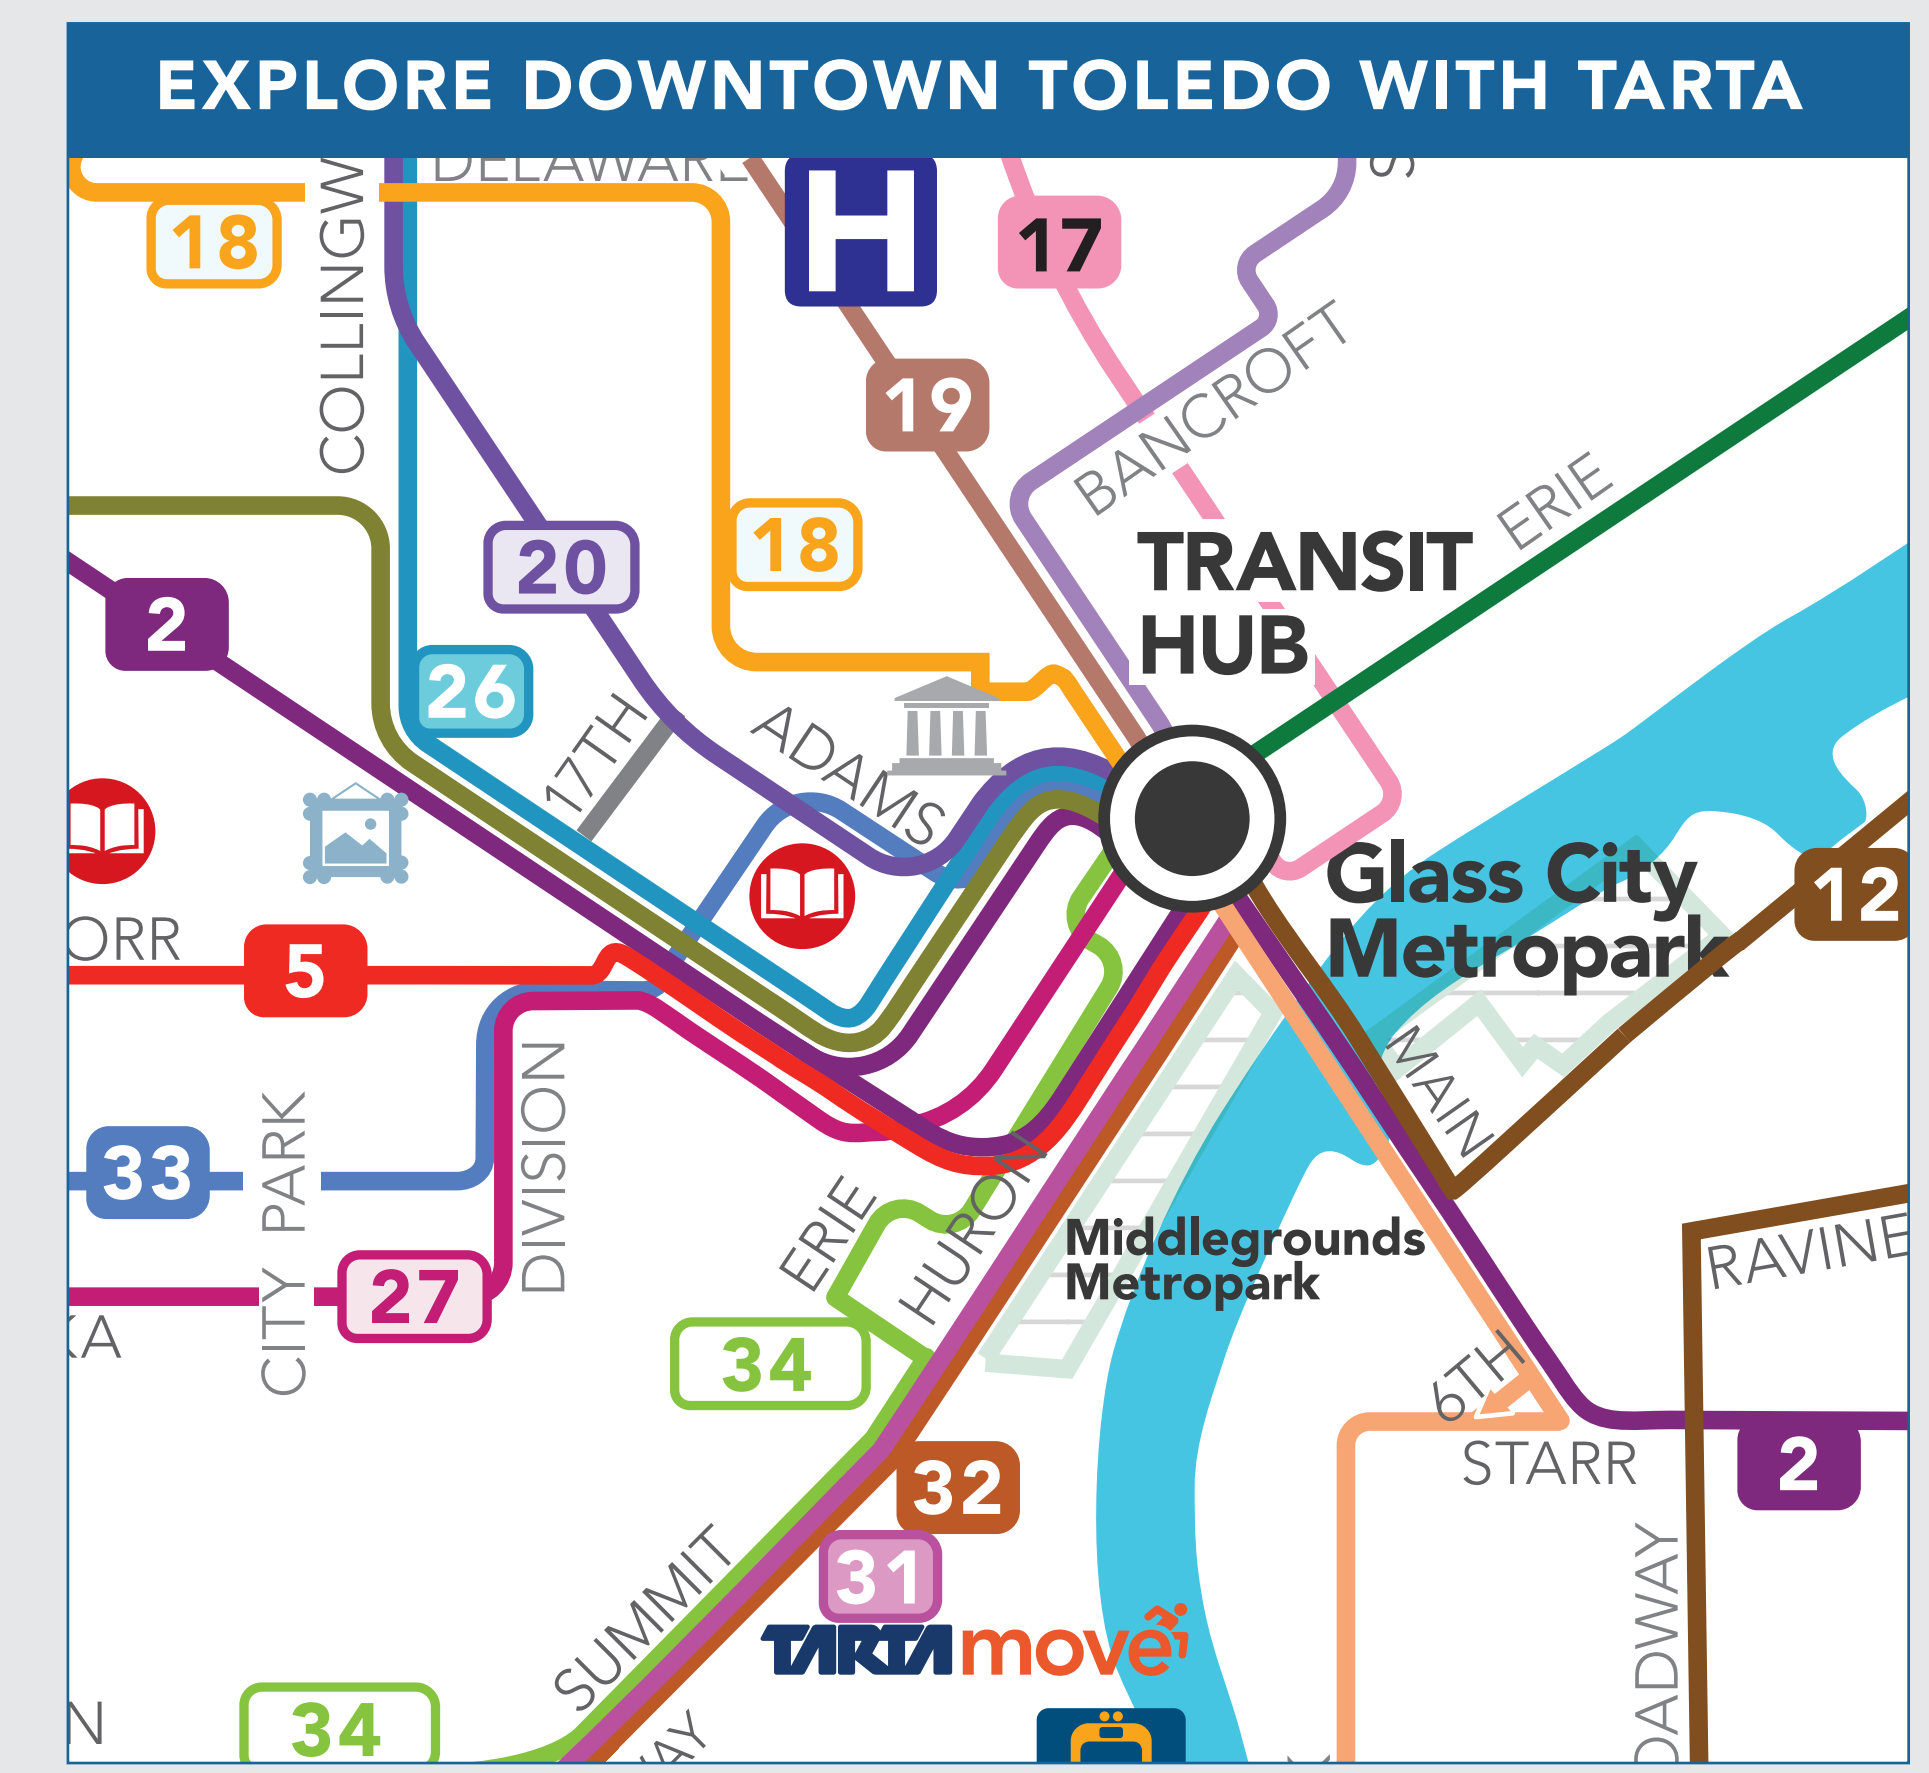 EXPLORE DOWNTOWN TOLEDO WITH TARTA
18
H
17
19
BANCROFT
ERIE
TRANSIT
HUB
20
18
2
26
17TH
ADAMS
Glass City
Metropark
12
5
MAIN
33
CITY PARK
DIVISION
27
ERIE
HURON
Middlegrounds
Metropark
RAVINE
34
6TH
STARR
2
32
31
SUMMIT
TARTA move
34